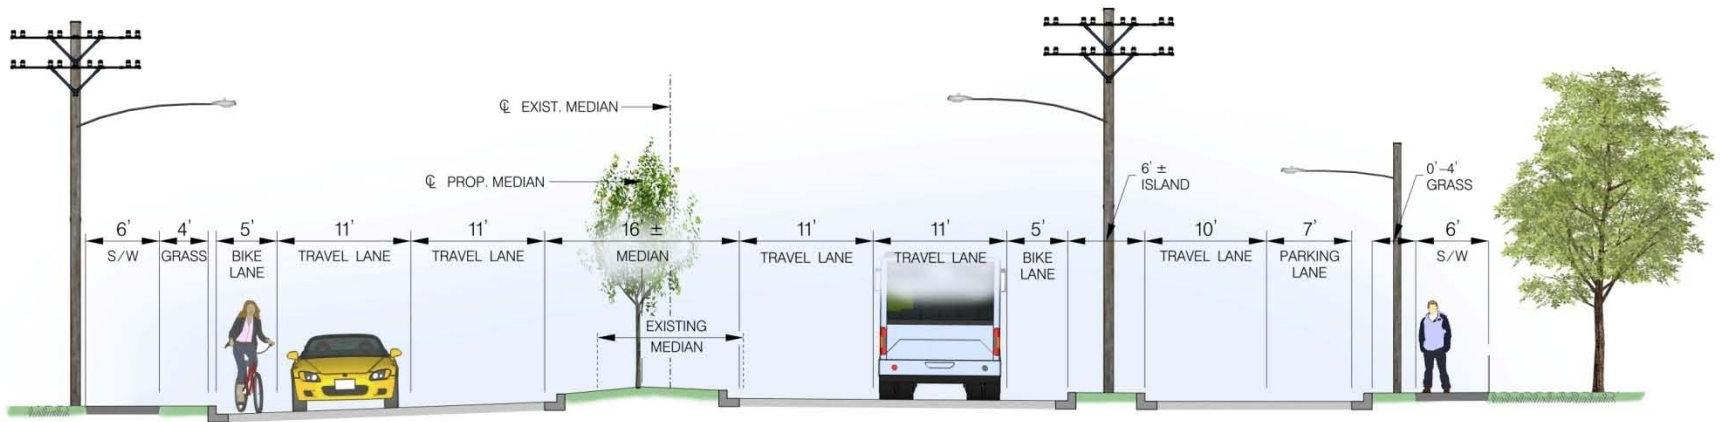 ℄ EXIST. MEDIAN
℄ PROP. MEDIAN
6' ±
ISLAND
0'-4'
GRASS
6'
4'
5'
11'
11'
16' ±
11'
11'
5'
10'
7'
6'
S/W
GRASS
BIKE
LANE
TRAVEL LANE
TRAVEL LANE
MEDIAN
TRAVEL LANE
TRAVEL LANE
BIKE
LANE
TRAVEL LANE
PARKING
LANE
S/W
EXISTING
MEDIAN